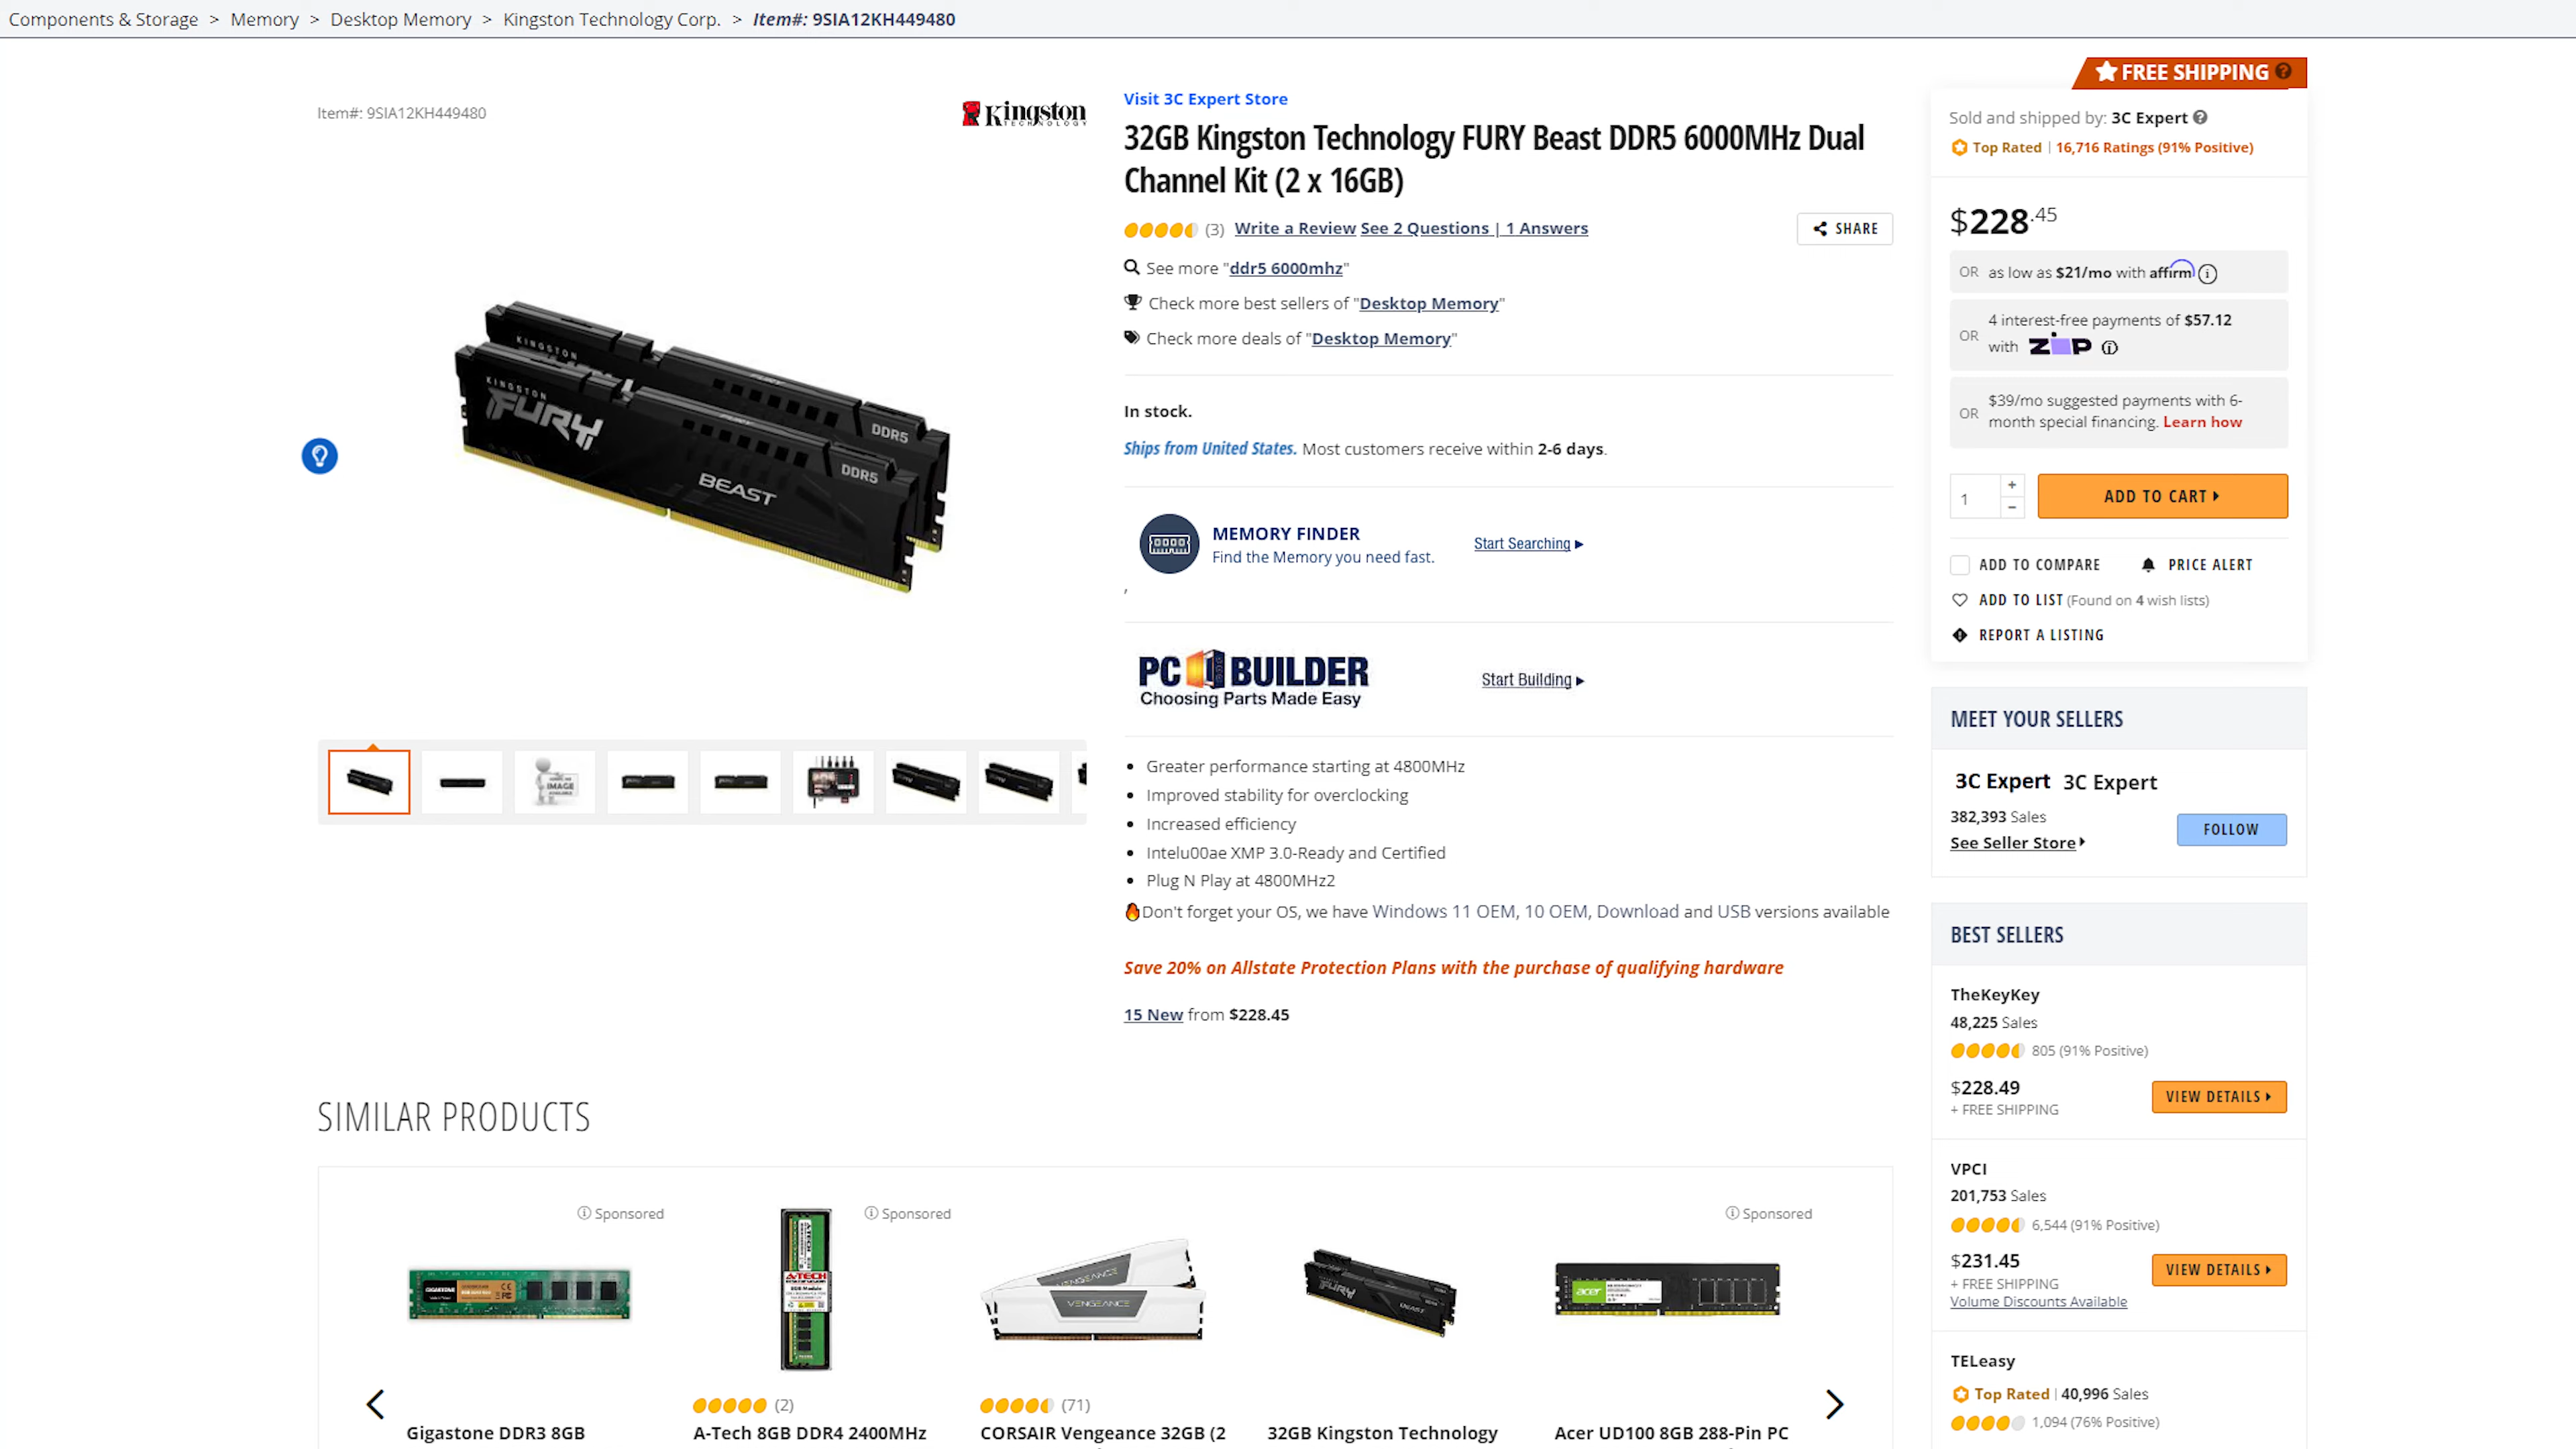 Components & Storage > Memory > Desktop Memory > Kingston Technology Corp. > Item#: 9SIA12KH449480
Item#: 9SIA12KH449480
Kingston
TECHNOLOGY
KINGSTON
KINGSTON
FURY
BEAST
DDR5
DDR5
Visit 3C Expert Store
32GB Kingston Technology FURY Beast DDR5 6000MHz Dual
Channel Kit (2 x 16GB)
(3) Write a Review See 2 Questions | 1 Answers
SHARE
See more "ddr5 6000mhz"
Check more best sellers of "Desktop Memory"
Check more deals of "Desktop Memory"
In stock.
Ships from United States. Most customers receive within 2-6 days.
MEMORY FINDER
Find the Memory you need fast.
Start Searching
,
PC BUILDER
Choosing Parts Made Easy
Start Building
• Greater performance starting at 4800MHz
• Improved stability for overclocking
• Increased efficiency
• Intelu00ae XMP 3.0-Ready and Certified
• Plug N Play at 4800MHz2
Don't forget your OS, we have Windows 11 OEM, 10 OEM, Download and USB versions available
Save 20% on Allstate Protection Plans with the purchase of qualifying hardware
15 New from $228.45
FREE SHIPPING ?
Sold and shipped by: 3C Expert ?
Top Rated | 16,716 Ratings (91% Positive)
$228.45
OR as low as $21/mo with affirm
OR 4 interest-free payments of $57.12
with ZIP
OR $39/mo suggested payments with 6-
month special financing. Learn how
1 + −
ADD TO CART
ADD TO COMPARE
PRICE ALERT
ADD TO LIST (Found on 4 wish lists)
REPORT A LISTING
MEET YOUR SELLERS
3C Expert 3C Expert
382,393 Sales
See Seller Store
FOLLOW
BEST SELLERS
TheKeyKey
48,225 Sales
805 (91% Positive)
$228.49
+ FREE SHIPPING
VIEW DETAILS
VPCI
201,753 Sales
6,544 (91% Positive)
$231.45
+ FREE SHIPPING
VIEW DETAILS
Volume Discounts Available
TELeasy
Top Rated | 40,996 Sales
1,094 (76% Positive)
SIMILAR PRODUCTS
Sponsored
Sponsored
Sponsored
GIGASTONE
A-TECH
VENGEANCE
VENGEANCE
FURY
BEAST
acer
(2)
(71)
Gigastone DDR3 8GB
A-Tech 8GB DDR4 2400MHz
CORSAIR Vengeance 32GB (2
32GB Kingston Technology
Acer UD100 8GB 288-Pin PC